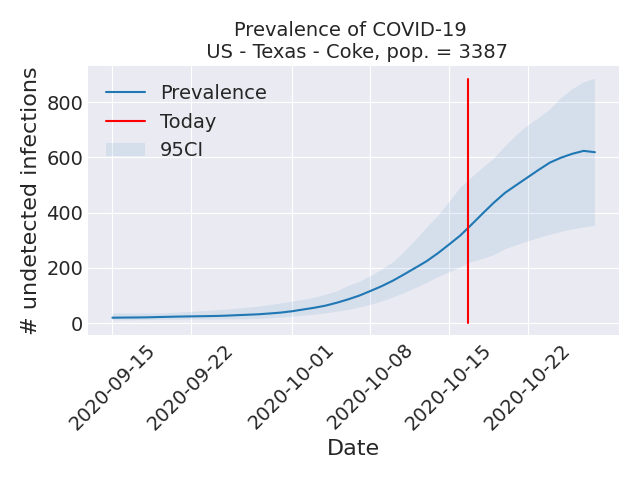 Prevalence of COVID-19
US - Texas - Coke, pop. = 3387
# undetected infections
800
600
400
200
0
Prevalence
Today
95CI
2020-09-15
2020-09-22
2020-10-01
2020-10-08
2020-10-15
2020-10-22
Date